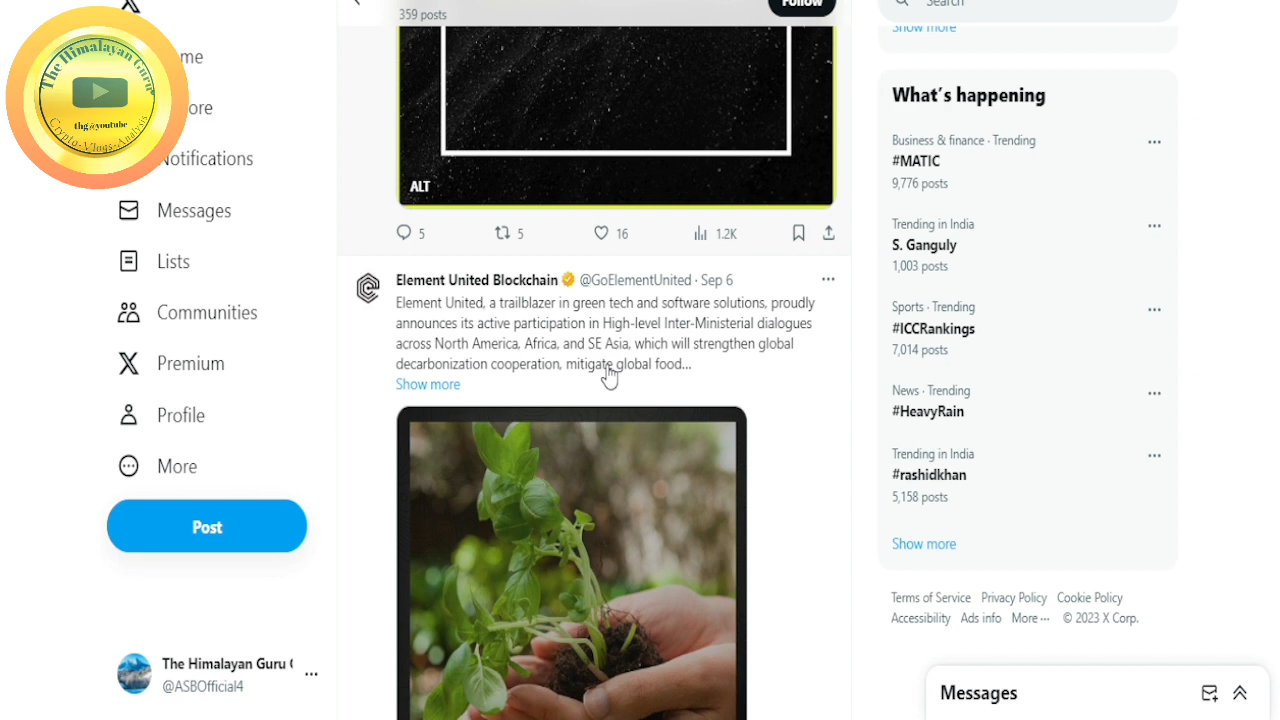 The Himalayan Guru
thg@youtube
Crypto-Vlogs-Analysis
Notifications
Messages
Lists
Communities
Premium
Profile
More
Post
The Himalayan Guru
@ASBOfficial4
359 posts
Follow
ALT
5
5
16
1.2K
Element United Blockchain @GoElementUnited · Sep 6
Element United, a trailblazer in green tech and software solutions, proudly
announces its active participation in High-level Inter-Ministerial dialogues
across North America, Africa, and SE Asia, which will strengthen global
decarbonization cooperation, mitigate global food...
Show more
Search
Show more
What's happening
Business & finance · Trending
#MATIC
9,776 posts
Trending in India
S. Ganguly
1,003 posts
Sports · Trending
#ICCRankings
7,014 posts
News · Trending
#HeavyRain
Trending in India
#rashidkhan
5,158 posts
Show more
Terms of Service Privacy Policy Cookie Policy
Accessibility Ads info More ··· © 2023 X Corp.
Messages